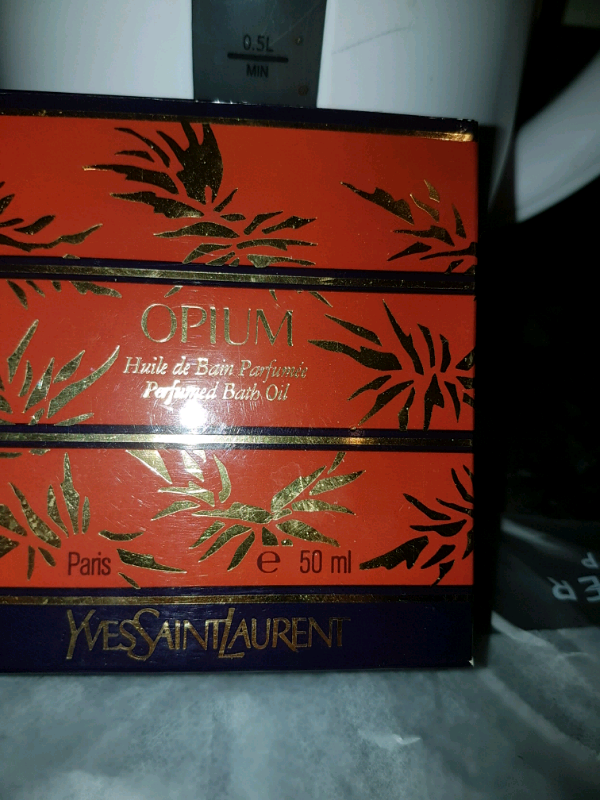 0.5L
MIN
OPIUM
Huile de Bain Parfumée
Perfumed Bath Oil
Paris
e 50 ml
YVESSAINTLAURENT